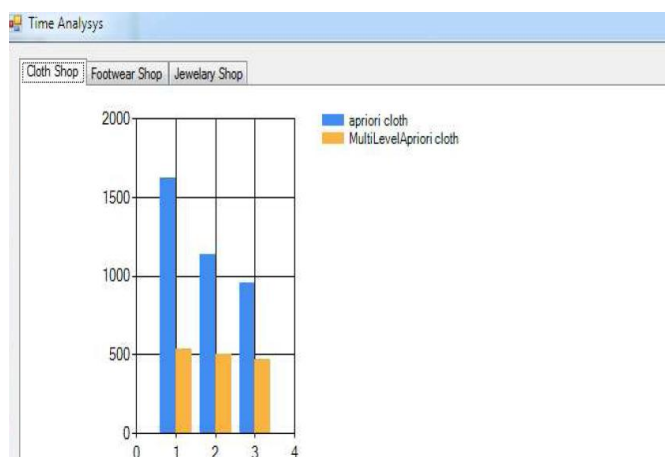 Time Analysys
Cloth Shop Footwear Shop Jewelary Shop
2000
1500
1000
500
0
0 1 2 3 4
apriori cloth
MultiLevelApriori cloth